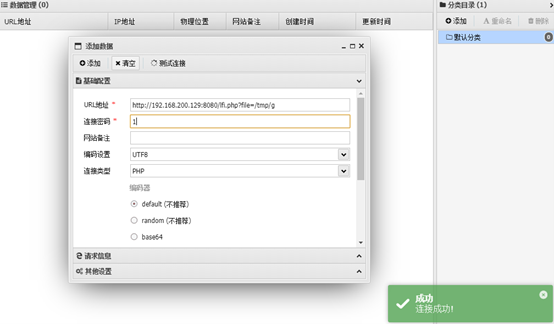 数据管理 (0)
URL地址 IP地址 物理位置 网站备注 创建时间 更新时间
分类目录 (1)
添加 A 重命名 删除
默认分类 0
添加数据
添加 清空 测试连接
基础配置
URL地址 * http://192.168.200.129:8080/lfi.php?file=/tmp/g
连接密码 * 1
网站备注
编码设置 UTF8
连接类型 PHP
编码器
default (不推荐)
random (不推荐)
base64
请求信息
其他设置
成功
连接成功!